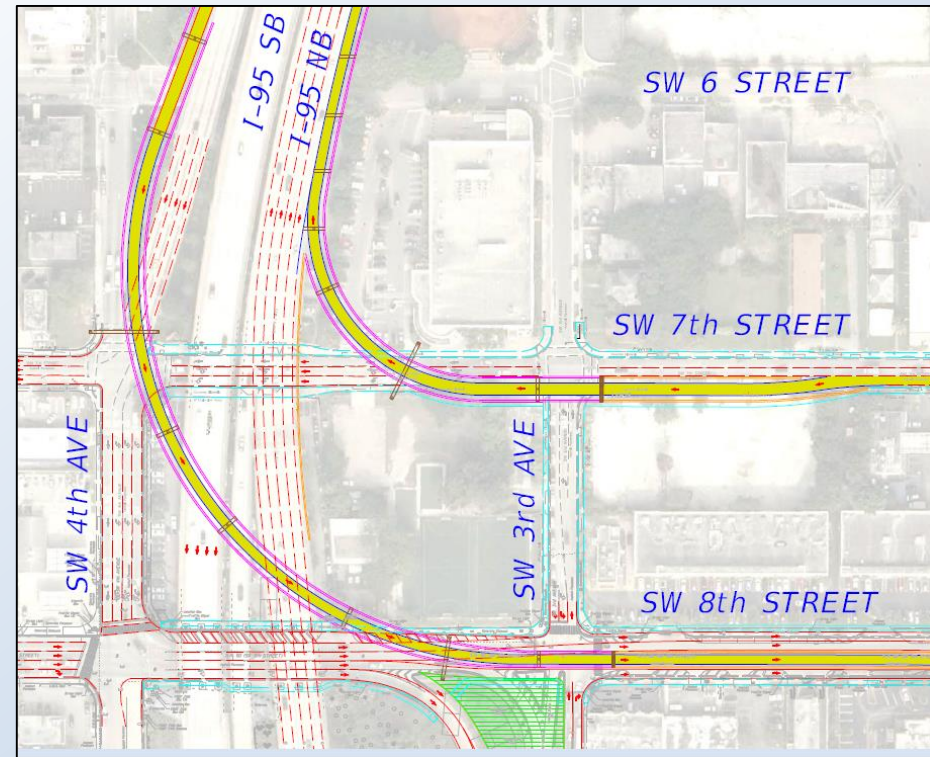 I-95 SB
I-95 NB
SW 6 STREET
SW 7th STREET
SW 4th AVE
SW 3rd AVE
SW 8th STREET